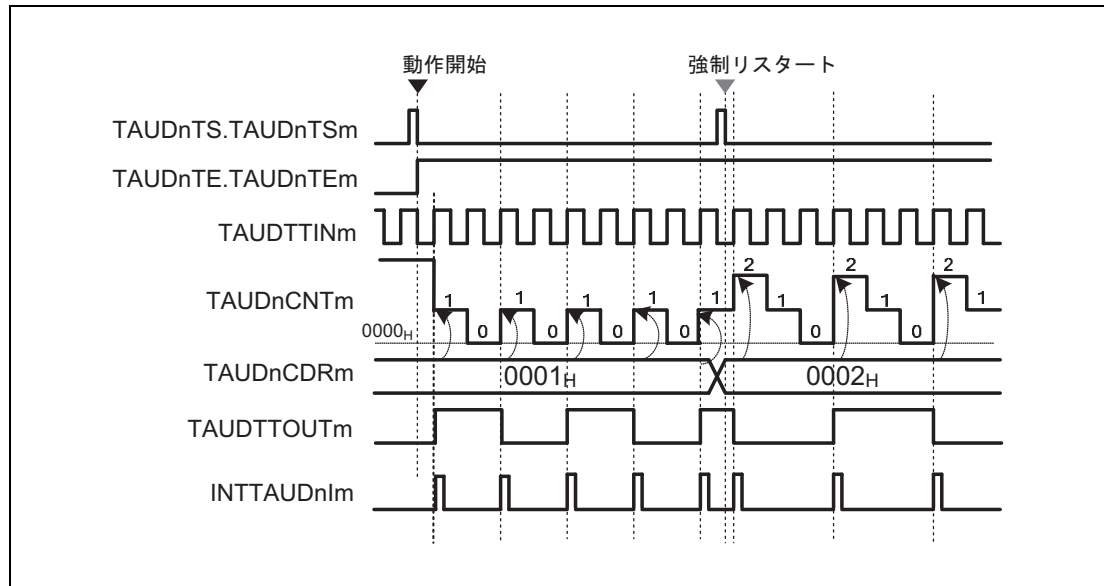 動作開始 強制リスタート
TAUDnTS.TAUDnTSm
TAUDnTE.TAUDnTEm
TAUDTTINm
TAUDnCNTm
2 2 2
1 1 1 1 1 1 1 1
0000H 0 0 0 0 0 0
TAUDnCDRm 0001H 0002H
TAUDTTOUTm
INTTAUDnIm